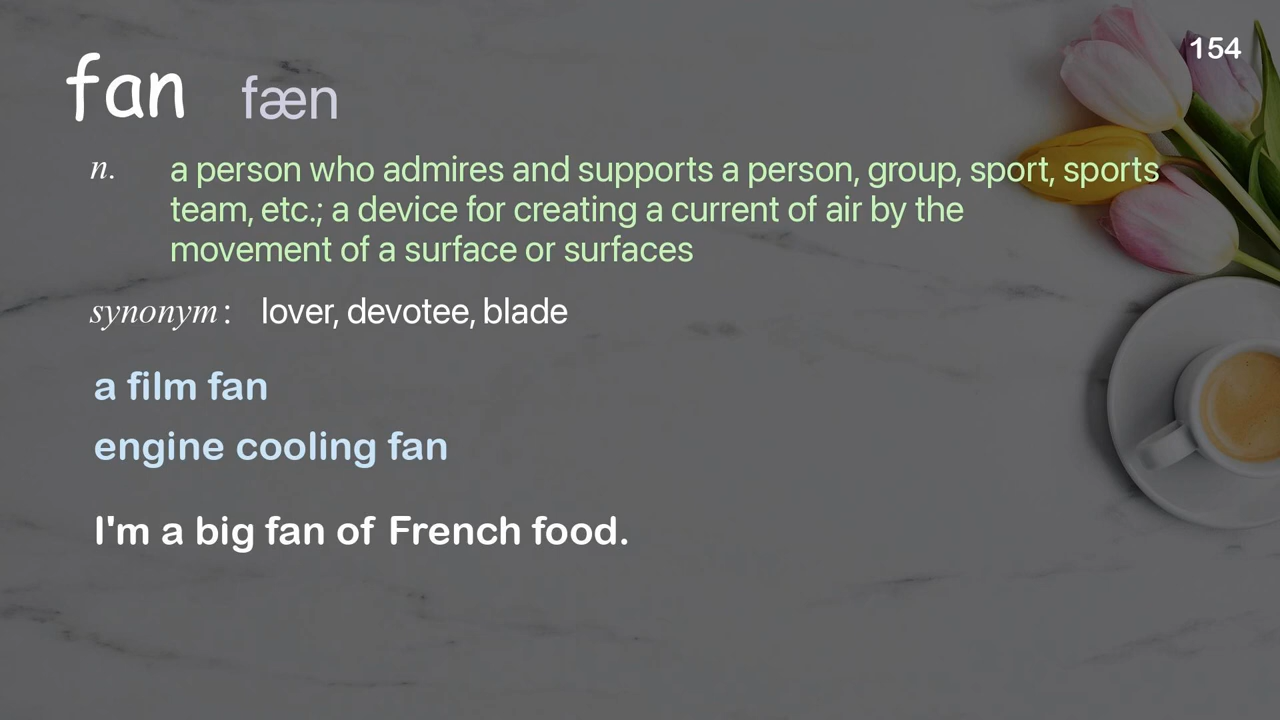 154
fan fæn
n. a person who admires and supports a person, group, sport, sports
team, etc.; a device for creating a current of air by the
movement of a surface or surfaces
synonym: lover, devotee, blade
a film fan
engine cooling fan
I'm a big fan of French food.